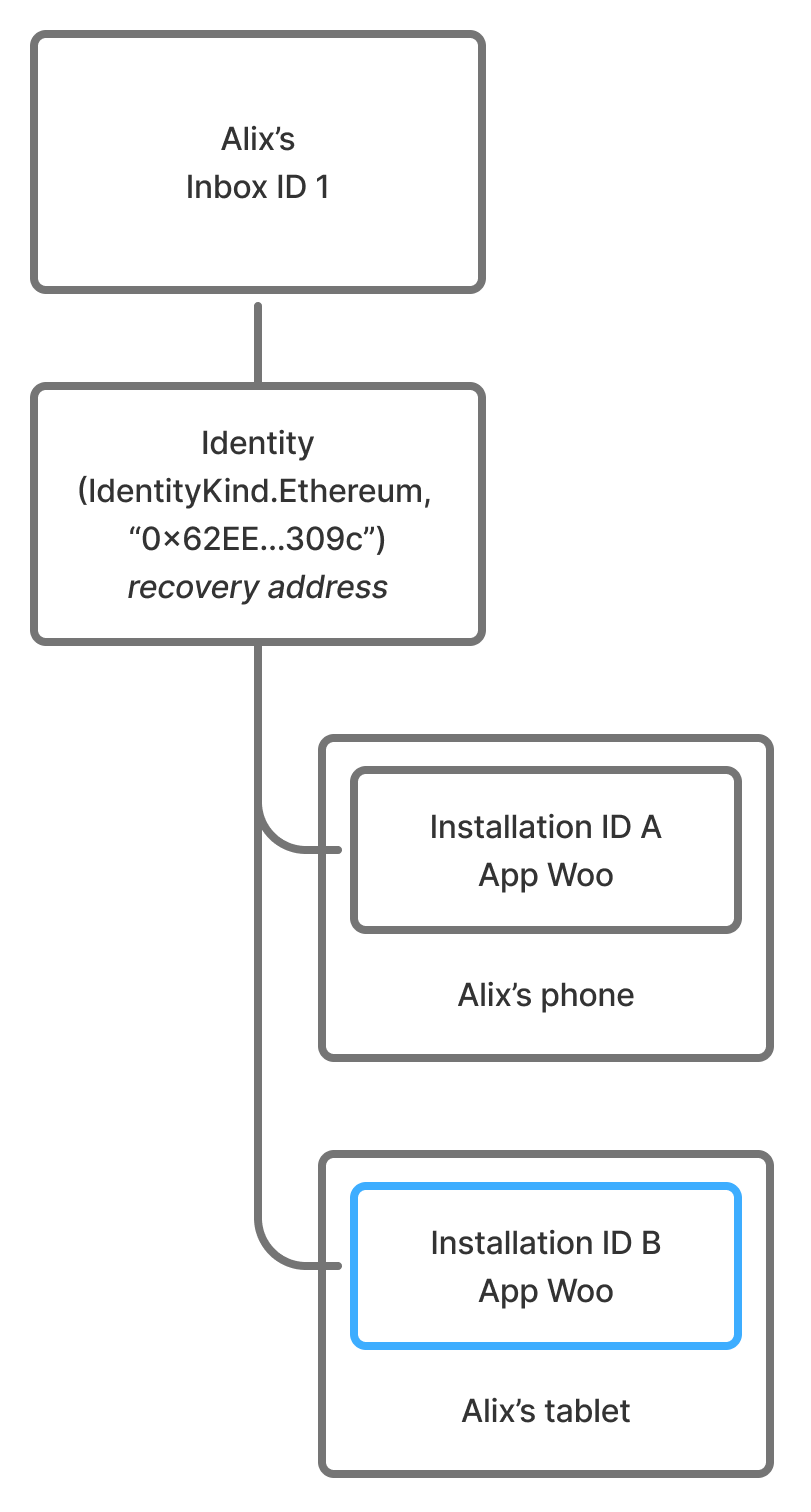 Alix’s
Inbox ID 1
Identity
(IdentityKind.Ethereum,
“0×62EE...309c”)
recovery address
Installation ID A
App Woo
Alix’s phone
Installation ID B
App Woo
Alix’s tablet